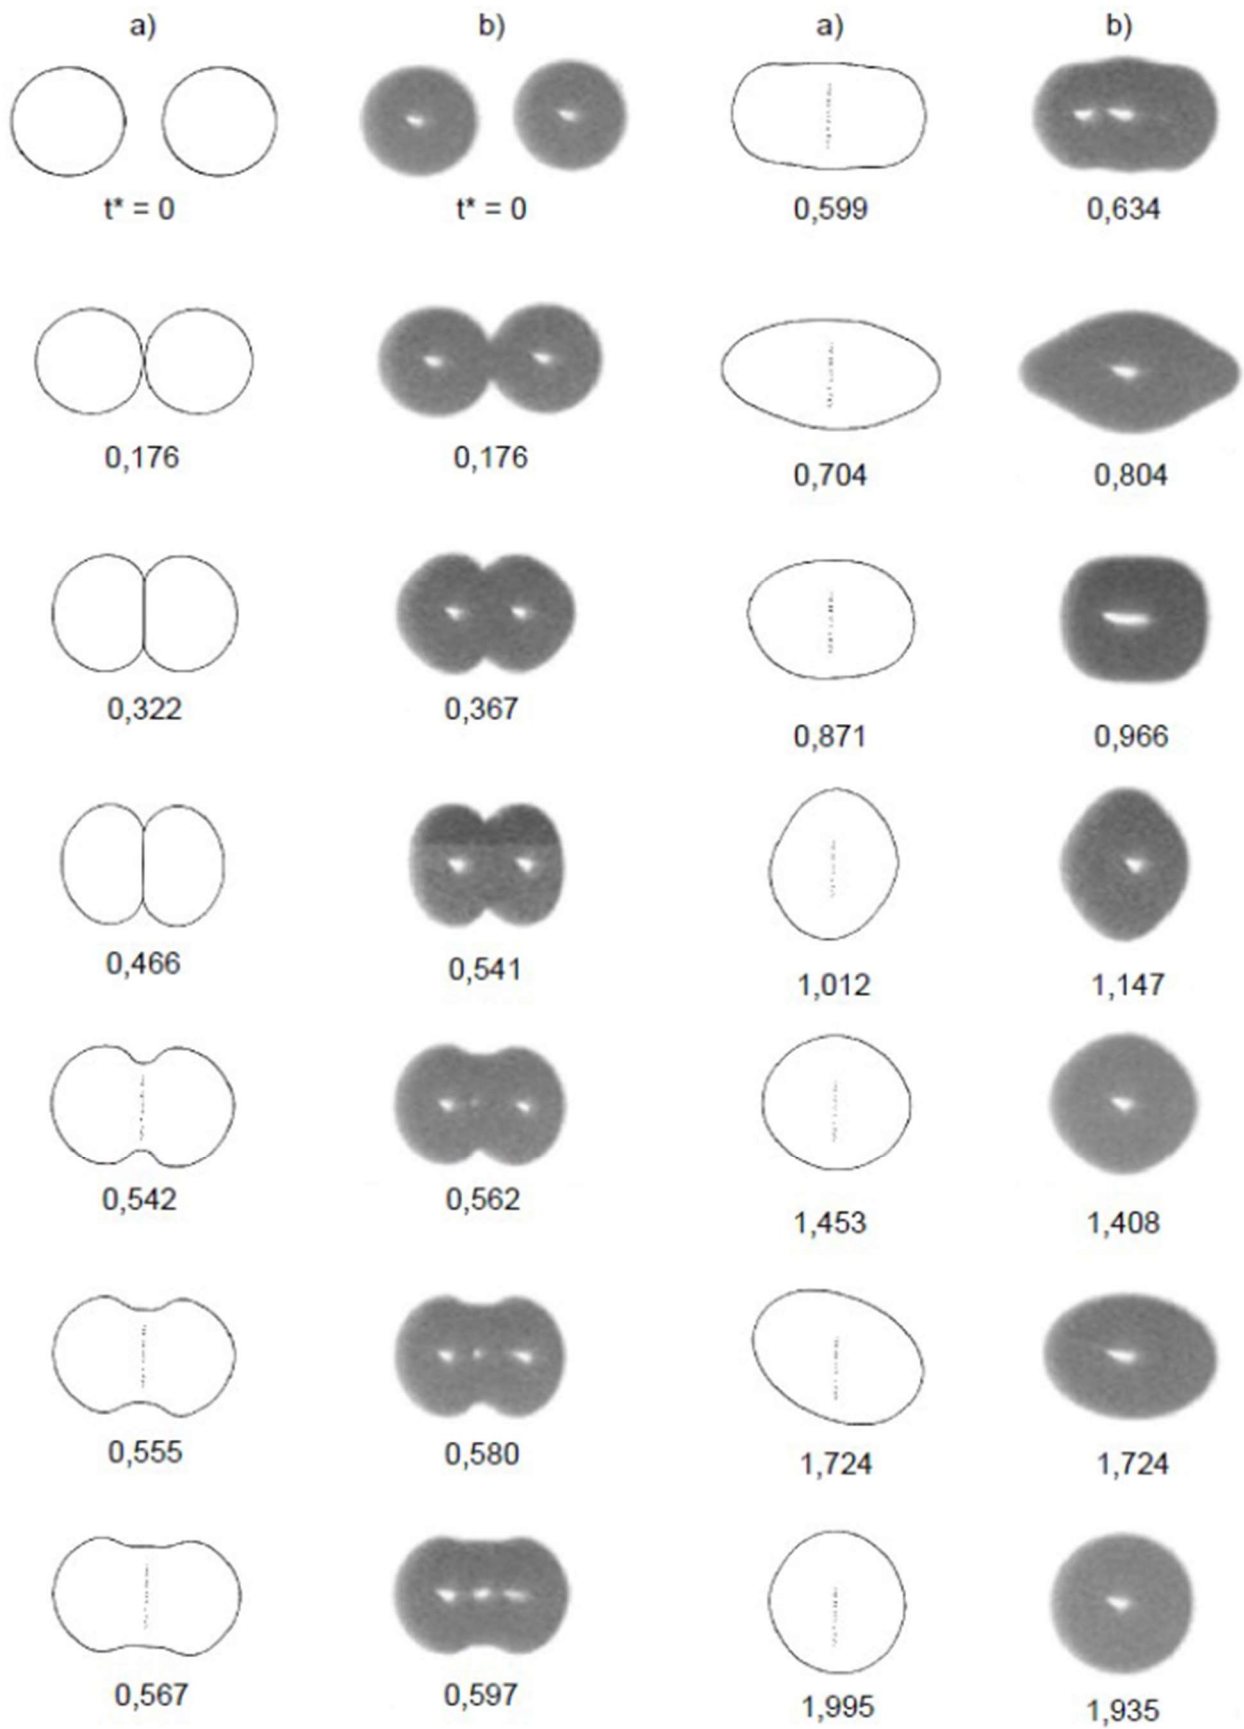 a) b) a) b)
t* = 0 t* = 0 0,599 0,634
0,176 0,176 0,704 0,804
0,322 0,367 0,871 0,966
0,466 0,541 1,012 1,147
0,542 0,562 1,453 1,408
0,555 0,580 1,724 1,724
0,567 0,597 1,995 1,935